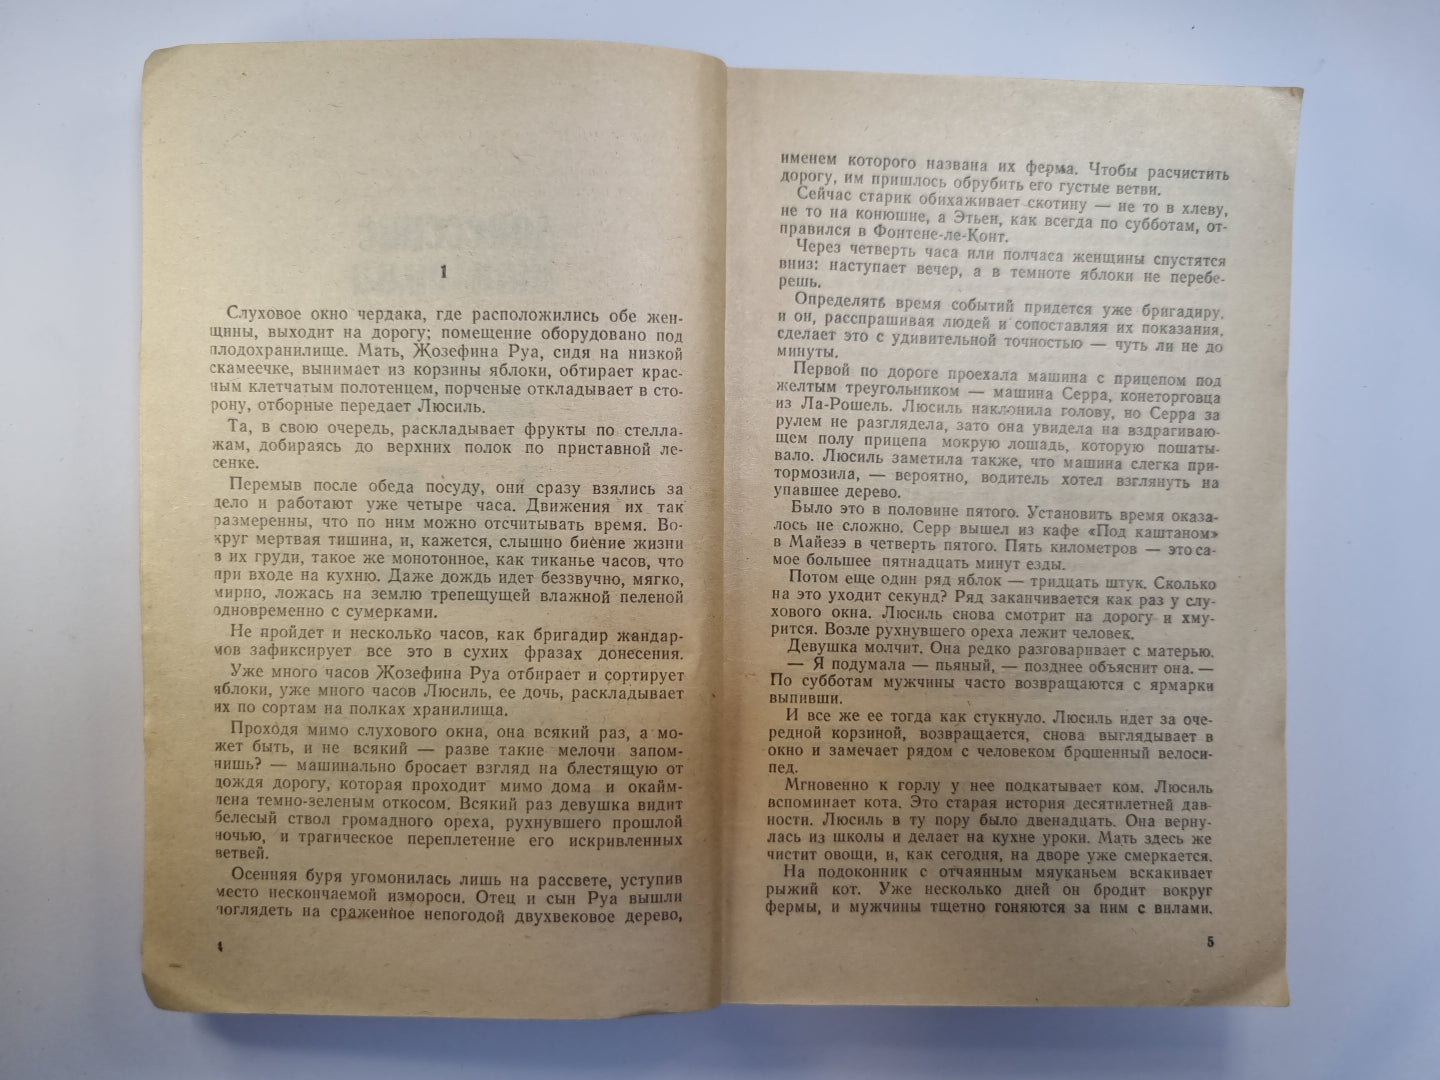 1
Слуховое окно чердака, где расположились обе жен-
щины, выходит на дорогу; помещение оборудовано под
плодохранилище. Мать, Жозефина Руа, сидя на низкой
скамеечке, вынимает из корзины яблоки, обтирает крас-
ным клетчатым полотенцем, порченые откладывает в сто-
рону, отборные передает Люсиль.
Та, в свою очередь, раскладывает фрукты по стелла-
жам, добираясь до верхних полок по приставной ле-
сенке.
Перемыв после обеда посуду, они сразу взялись за
дело и работают уже четыре часа. Движения их так
размеренны, что по ним можно отсчитывать время. Во-
круг мертвая тишина, и, кажется, слышно биение жизни
в их груди, такое же монотонное, как тиканье часов, что
при входе на кухню. Даже дождь идет беззвучно, мягко,
мирно, ложась на землю трепещущей влажной пеленой
одновременно с сумерками.
Не пройдет и несколько часов, как бригадир жандар-
мов зафиксирует все это в сухих фразах донесения.
Уже много часов Жозефина Руа отбирает и сортирует
яблоки, уже много часов Люсиль, ее дочь, раскладывает
их по сортам на полках хранилища.
Проходя мимо слухового окна, она всякий раз, а мо-
жет быть, и не всякий — разве такие мелочи запом-
нишь? — машинально бросает взгляд на блестящую от
дождя дорогу, которая проходит мимо дома и окайм-
лена темно-зеленым откосом. Всякий раз девушка видит
белесый ствол громадного ореха, рухнувшего прошлой
ночью, и трагическое переплетение его искривленных
ветвей.
Осенняя буря угомонилась лишь на рассвете, уступив
место нескончаемой измороси. Отец и сын Руа вышли
поглядеть на сраженное непогодой двухвековое дерево,
4
именем которого названа их ферма. Чтобы расчистить
дорогу, им пришлось обрубить его густые ветви.
Сейчас старик обихаживает скотину — не то в хлеву,
не то на конюшне, а Этьен, как всегда по субботам, от-
правился в Фонтене-ле-Конт.
Через четверть часа или полчаса женщины спустятся
вниз: наступает вечер, а в темноте яблоки не перебе-
решь.
Определять время событий придется уже бригадиру,
и он, расспрашивая людей и сопоставляя их показания,
сделает это с удивительной точностью — чуть ли не до
минуты.
Первой по дороге проехала машина с прицепом под
желтым треугольником — машина Серра, конеторговца
из Ла-Рошель. Люсиль наклонила голову, но Серра за
рулем не разглядела, зато она увидела на вздрагиваю-
щем полу прицепа мокрую лошадь, которую пошаты-
вало. Люсиль заметила также, что машина слегка при-
тормозила, — вероятно, водитель хотел взглянуть на
упавшее дерево.
Было это в половине пятого. Установить время оказа-
лось не сложно. Серр вышел из кафе «Под каштаном»
в Майезэ в четверть пятого. Пять километров — это са-
мое большее пятнадцать минут езды.
Потом еще один ряд яблок — тридцать штук. Сколько
на это уходит секунд? Ряд заканчивается как раз у слу-
хового окна. Люсиль снова смотрит на дорогу и хму-
рится. Возле рухнувшего ореха лежит человек.
Девушка молчит. Она редко разговаривает с матерью.
— Я подумала — пьяный, — позднее объяснит она. —
По субботам мужчины часто возвращаются с ярмарки
выпивши.
И все же ее тогда как стукнуло. Люсиль идет за оче-
редной корзиной, возвращается, снова выглядывает в
окно и замечает рядом с человеком брошенный велоси-
пед.
Мгновенно к горлу у нее подкатывает ком. Люсиль
вспоминает кота. Это старая история десятилетней дав-
ности. Люсиль в ту пору было двенадцать. Она верну-
лась из школы и делает на кухне уроки. Мать здесь же
чистит овощи, и, как сегодня, на дворе уже смеркается.
На подоконник с отчаянным мяуканьем вскакивает
рыжий кот. Уже несколько дней он бродит вокруг
фермы, и мужчины тщетно гоняются за ним с вилами.
5